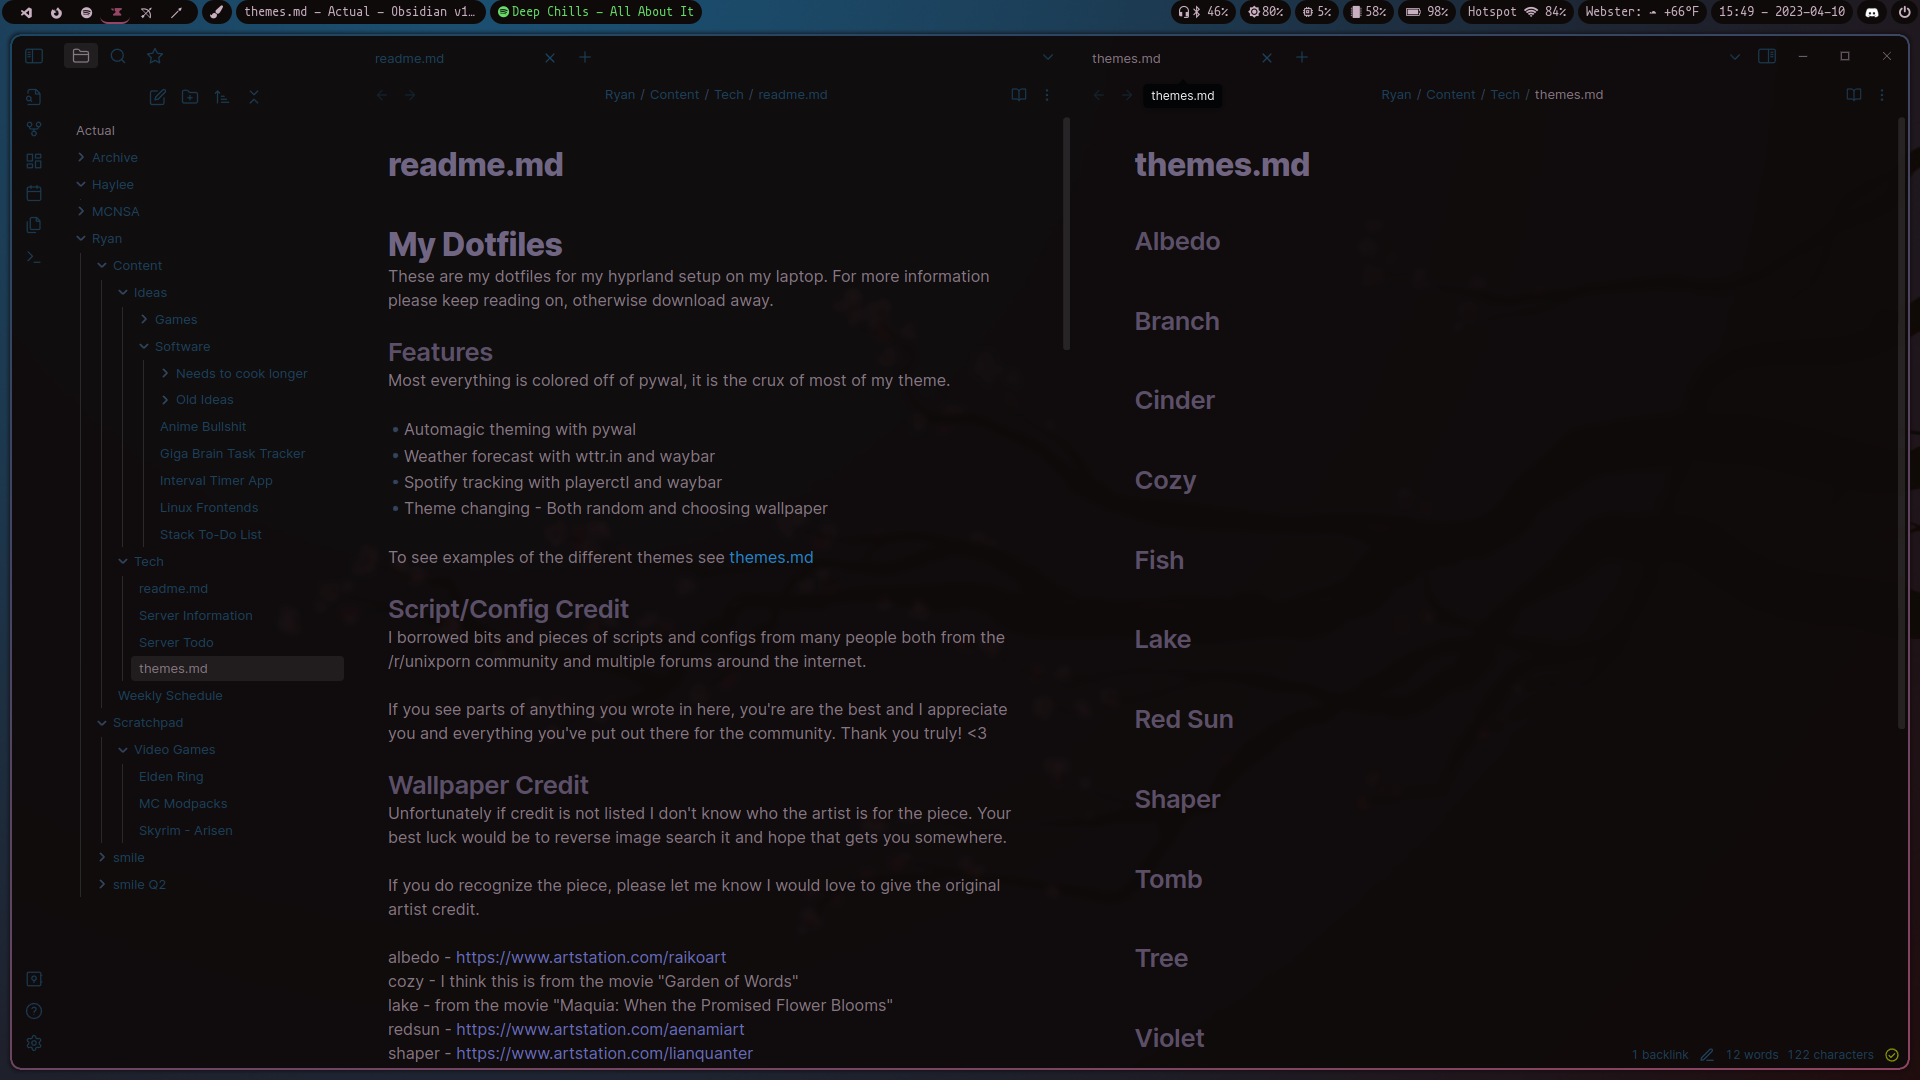 themes.md – Actual – Obsidian v1…
Deep Chills – All About It
46%
80%
5%
58%
98%
Hotspot 84%
Webster: +66°F
15:49 – 2023-04-10
readme.md
themes.md
Ryan / Content / Tech / readme.md
themes.md
Ryan / Content / Tech / themes.md
Actual
Archive
Haylee
MCNSA
Ryan
Content
Ideas
Games
Software
Needs to cook longer
Old Ideas
Anime Bullshit
Giga Brain Task Tracker
Interval Timer App
Linux Frontends
Stack To-Do List
Tech
readme.md
Server Information
Server Todo
themes.md
Weekly Schedule
Scratchpad
Video Games
Elden Ring
MC Modpacks
Skyrim - Arisen
smile
smile Q2
readme.md
My Dotfiles
These are my dotfiles for my hyprland setup on my laptop. For more information
please keep reading on, otherwise download away.
Features
Most everything is colored off of pywal, it is the crux of most of my theme.
• Automagic theming with pywal
• Weather forecast with wttr.in and waybar
• Spotify tracking with playerctl and waybar
• Theme changing - Both random and choosing wallpaper
To see examples of the different themes see themes.md
Script/Config Credit
I borrowed bits and pieces of scripts and configs from many people both from the
/r/unixporn community and multiple forums around the internet.
If you see parts of anything you wrote in here, you're are the best and I appreciate
you and everything you've put out there for the community. Thank you truly! <3
Wallpaper Credit
Unfortunately if credit is not listed I don't know who the artist is for the piece. Your
best luck would be to reverse image search it and hope that gets you somewhere.
If you do recognize the piece, please let me know I would love to give the original
artist credit.
albedo - https://www.artstation.com/raikoart
cozy - I think this is from the movie "Garden of Words"
lake - from the movie "Maquia: When the Promised Flower Blooms"
redsun - https://www.artstation.com/aenamiart
shaper - https://www.artstation.com/lianquanter
themes.md
Albedo
Branch
Cinder
Cozy
Fish
Lake
Red Sun
Shaper
Tomb
Tree
Violet
1 backlink 12 words 122 characters